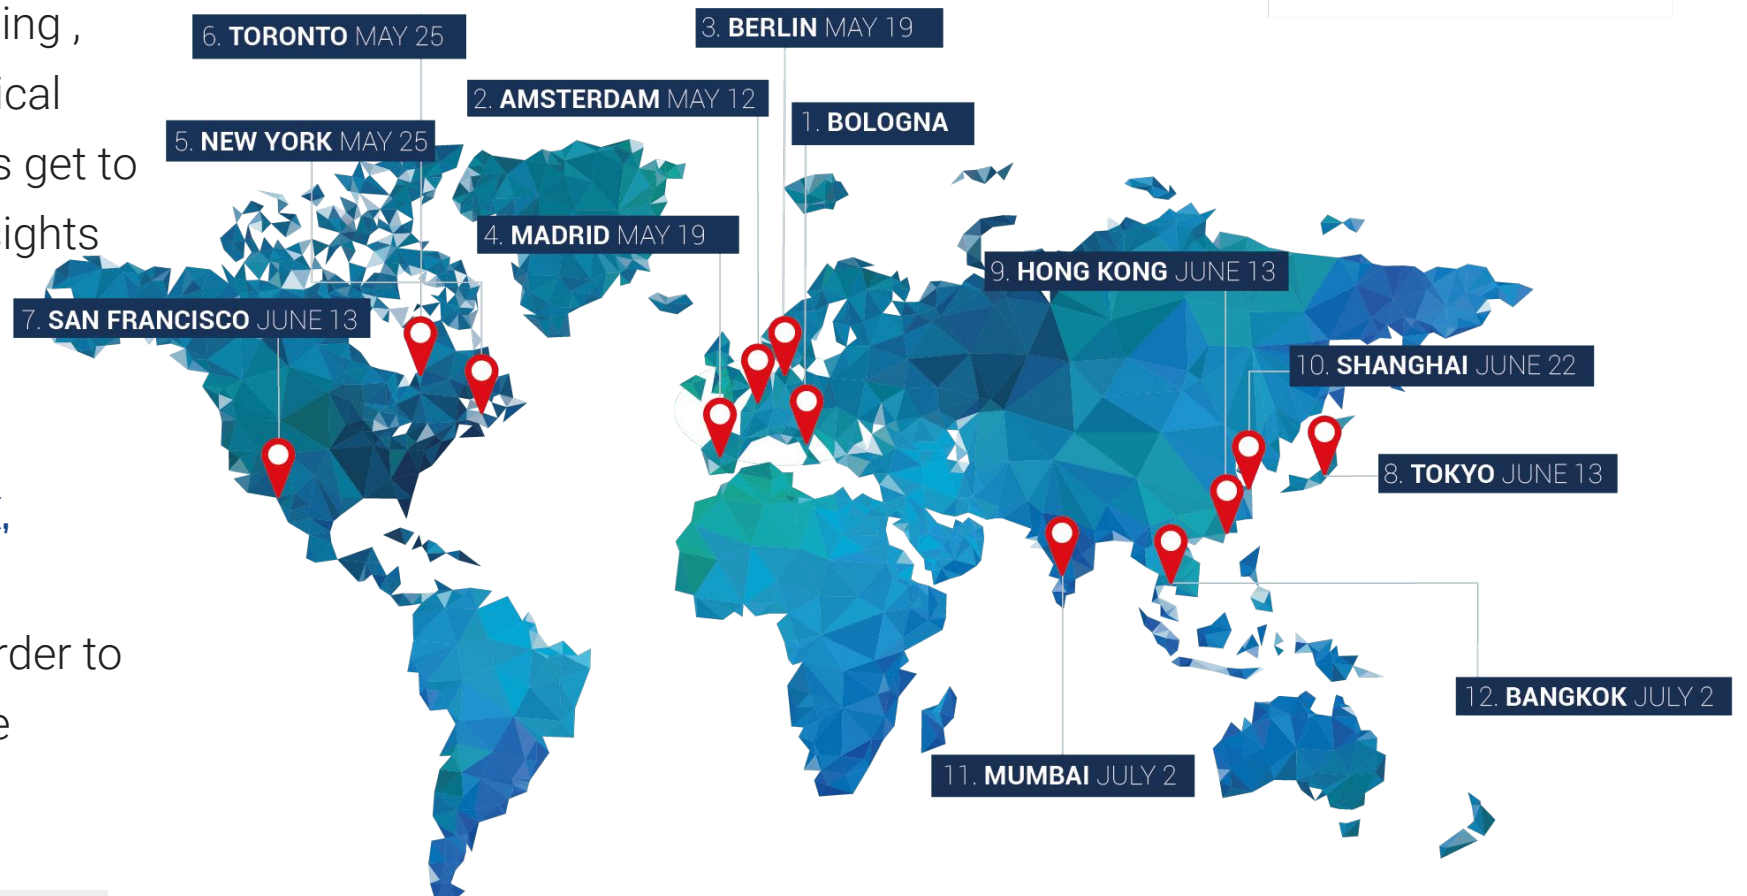 ing ,
ical
s get to
ights
rder to
e
6. TORONTO MAY 25
3. BERLIN MAY 19
2. AMSTERDAM MAY 12
1. BOLOGNA
5. NEW YORK MAY 25
4. MADRID MAY 19
9. HONG KONG JUNE 13
7. SAN FRANCISCO JUNE 13
10. SHANGHAI JUNE 22
8. TOKYO JUNE 13
12. BANGKOK JULY 2
11. MUMBAI JULY 2